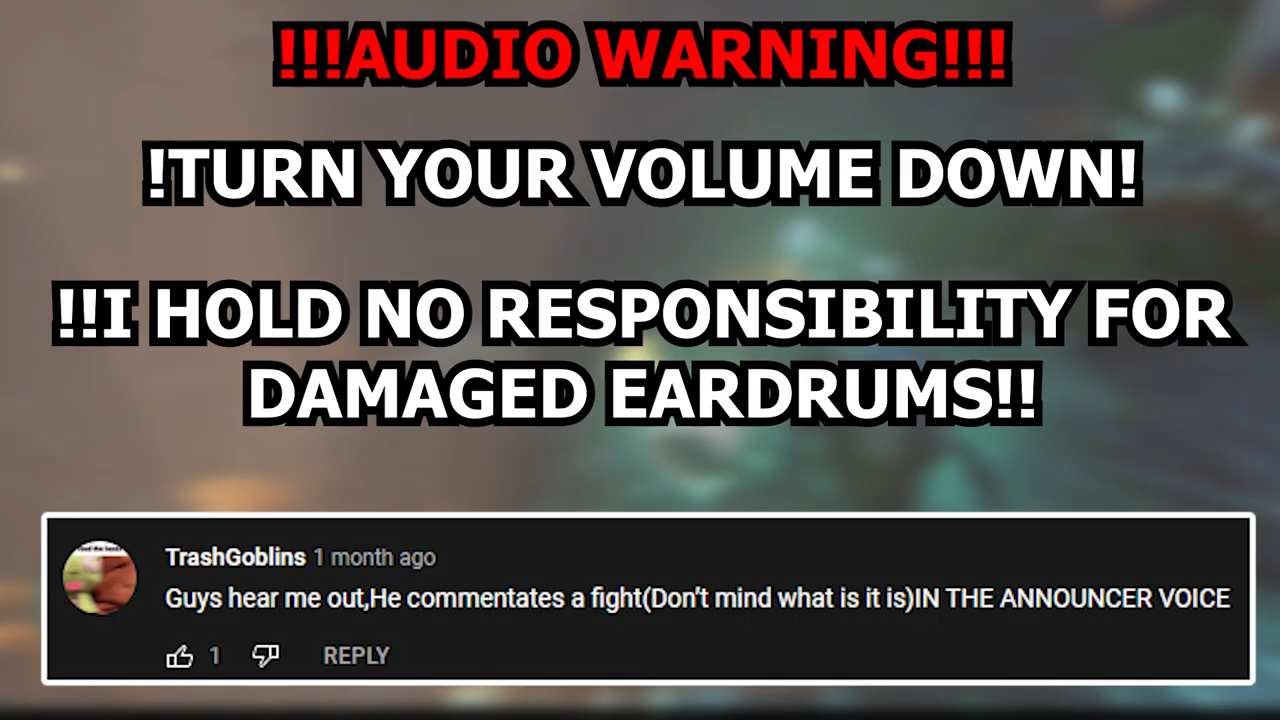 !!!AUDIO WARNING!!!
!TURN YOUR VOLUME DOWN!
!!I HOLD NO RESPONSIBILITY FOR
DAMAGED EARDRUMS!!
TrashGoblins 1 month ago
Guys hear me out,He commentates a fight(Don't mind what is it is)IN THE ANNOUNCER VOICE
1 REPLY